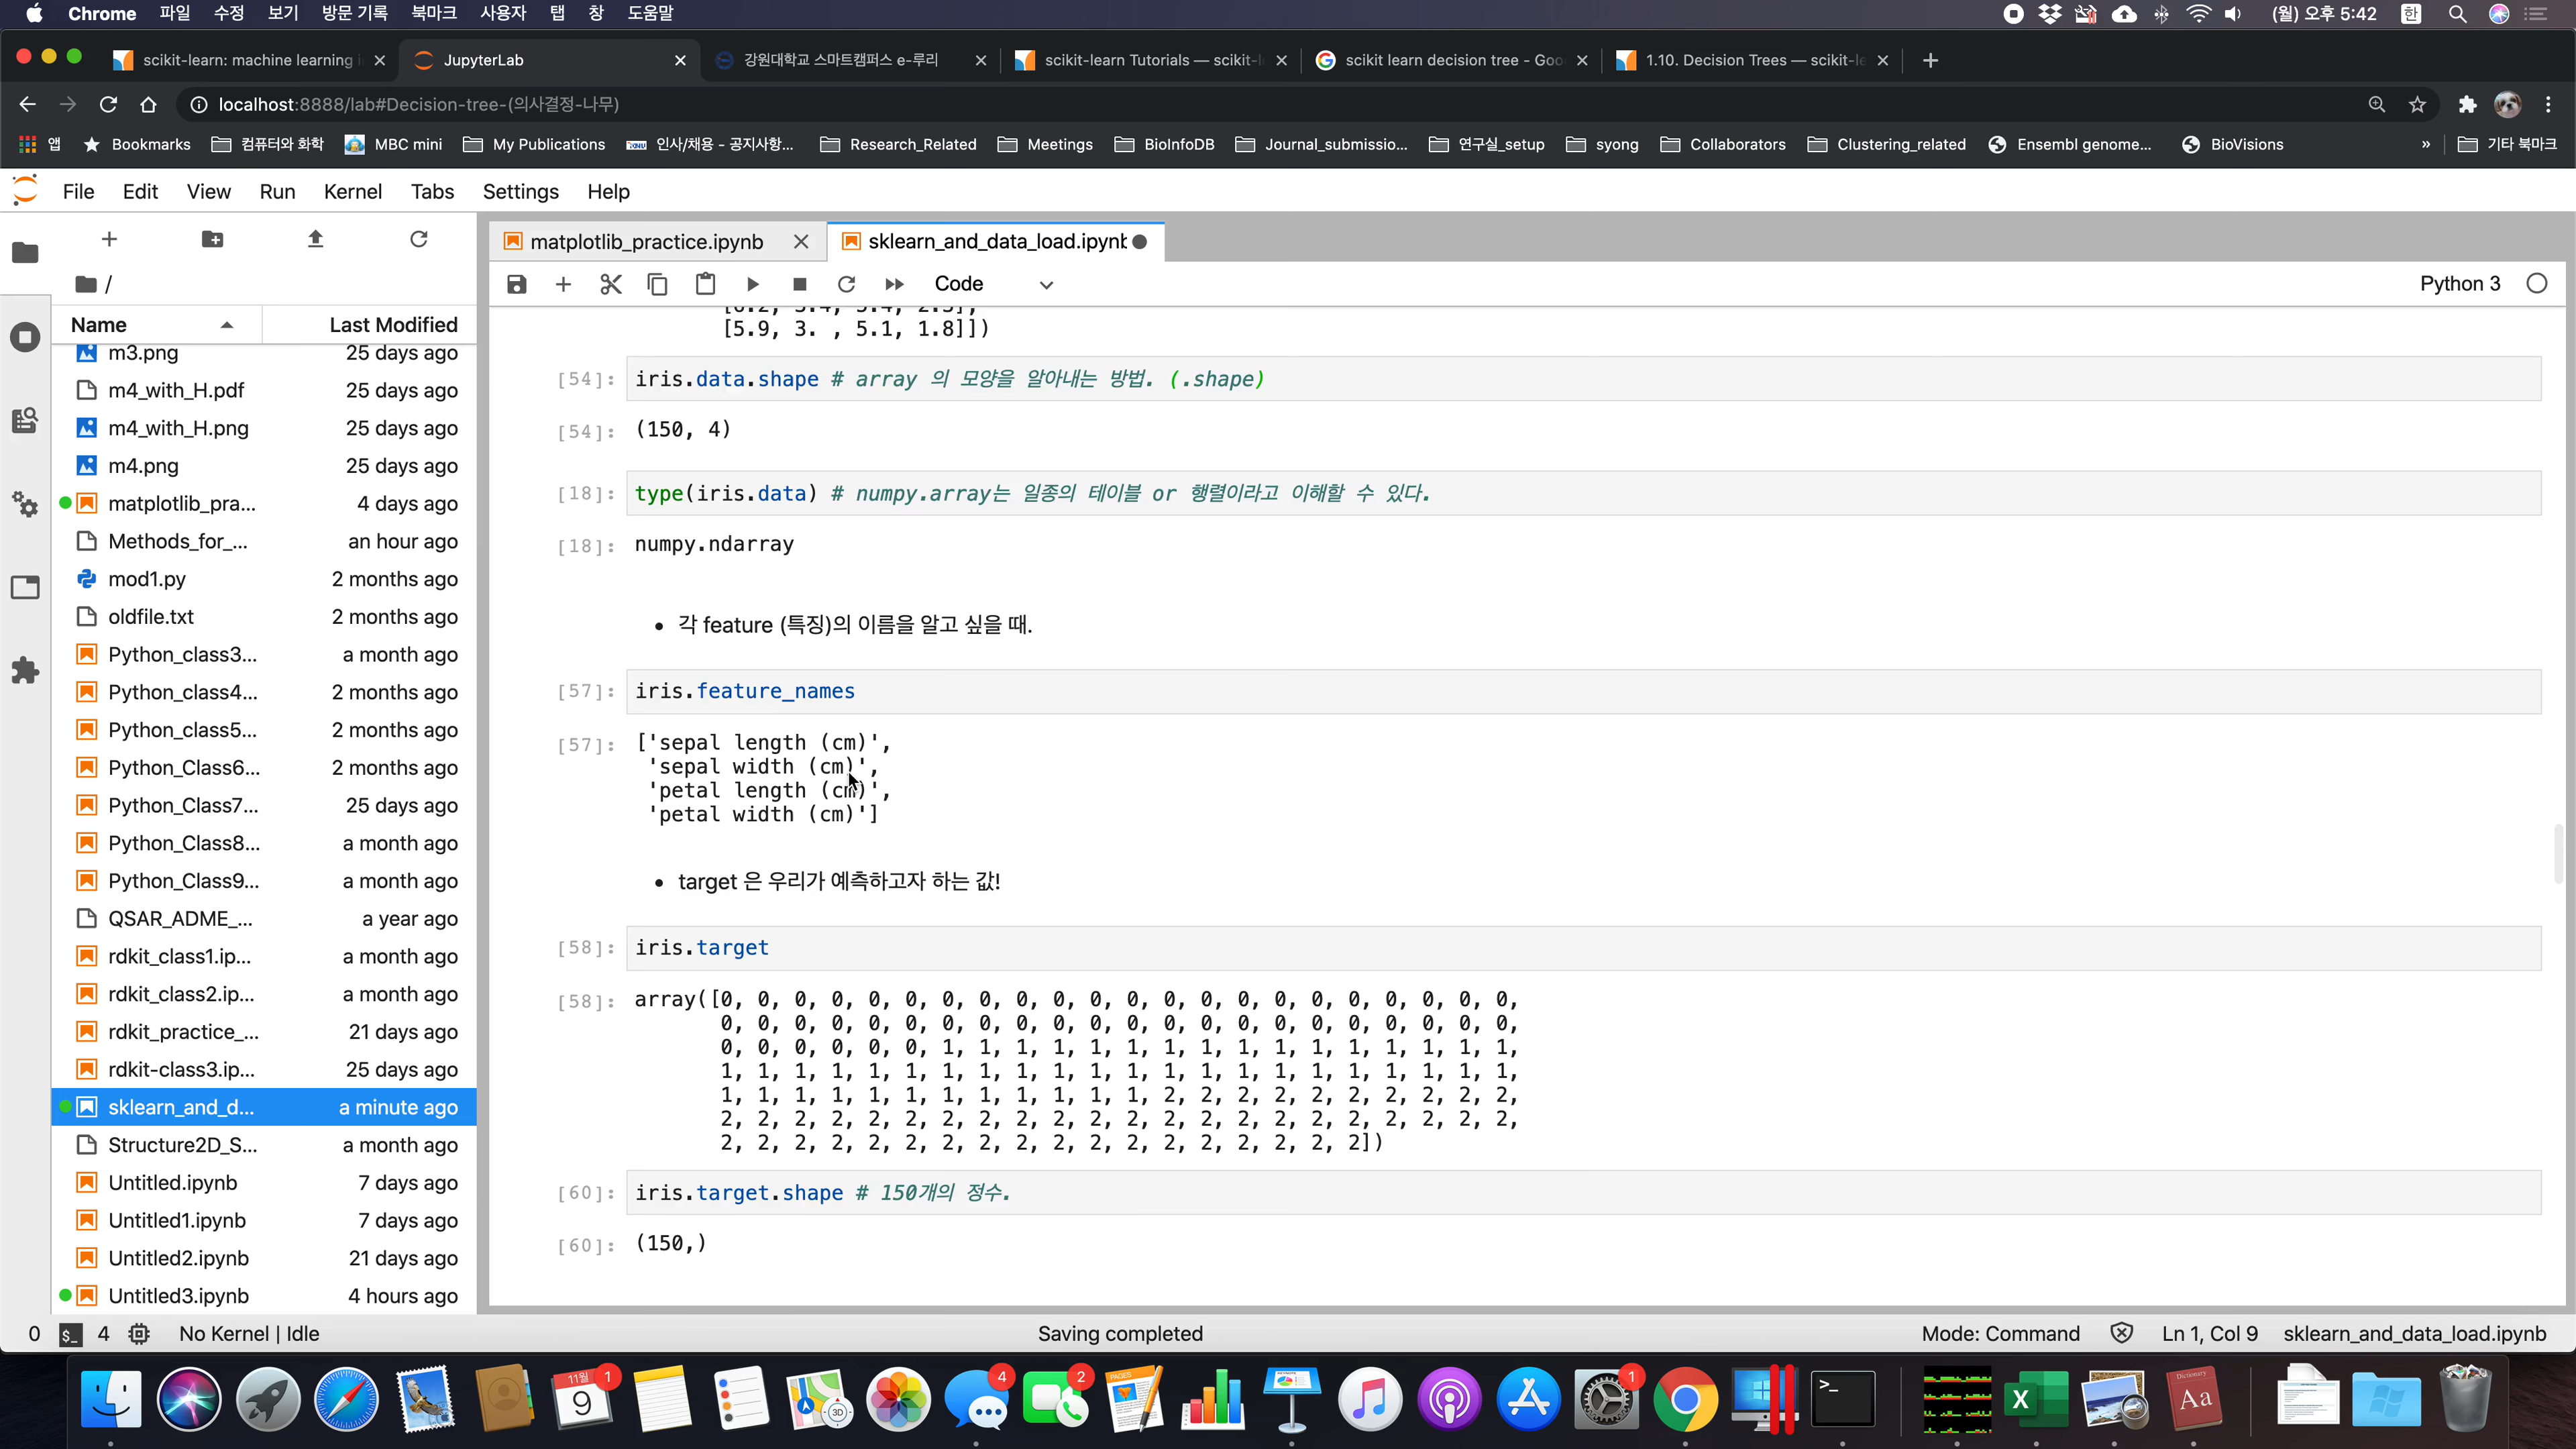 Chrome 파일 수정 보기 방문 기록 북마크 사용자 탭 창 도움말 (월) 오후 5:42 한
scikit-learn: machine learning i JupyterLab 강원대학교 스마트캠퍼스 e-루리 scikit-learn Tutorials — scikit-l scikit learn decision tree - Goo 1.10. Decision Trees — scikit-le
localhost:8888/lab#Decision-tree-(의사결정-나무)
앱 Bookmarks 컴퓨터와 화학 MBC mini My Publications KNU 인사/채용 - 공지사항... Research_Related Meetings BioInfoDB Journal_submissio... 연구실_setup syong Collaborators Clustering_related Ensembl genome... BioVisions » 기타 북마크
File Edit View Run Kernel Tabs Settings Help
matplotlib_practice.ipynb sklearn_and_data_load.ipynb
/
Code Python 3
Name Last Modified
m3.png 25 days ago
m4_with_H.pdf 25 days ago
m4_with_H.png 25 days ago
m4.png 25 days ago
matplotlib_pra... 4 days ago
Methods_for_... an hour ago
mod1.py 2 months ago
oldfile.txt 2 months ago
Python_class3... a month ago
Python_class4... 2 months ago
Python_class5... 2 months ago
Python_Class6... 2 months ago
Python_Class7... 25 days ago
Python_Class8... a month ago
Python_Class9... a month ago
QSAR_ADME_... a year ago
rdkit_class1.ip... a month ago
rdkit_class2.ip... a month ago
rdkit_practice_... 21 days ago
rdkit-class3.ip... 25 days ago
sklearn_and_d... a minute ago
Structure2D_S... a month ago
Untitled.ipynb 7 days ago
Untitled1.ipynb 7 days ago
Untitled2.ipynb 21 days ago
Untitled3.ipynb 4 hours ago
[5.9, 3. , 5.1, 1.8]])
[54]: iris.data.shape # array 의 모양을 알아내는 방법. (.shape)
[54]: (150, 4)
[18]: type(iris.data) # numpy.array는 일종의 테이블 or 행렬이라고 이해할 수 있다.
[18]: numpy.ndarray
• 각 feature (특징)의 이름을 알고 싶을 때.
[57]: iris.feature_names
[57]: ['sepal length (cm)',
'sepal width (cm)',
'petal length (cm)',
'petal width (cm)']
• target 은 우리가 예측하고자 하는 값!
[58]: iris.target
[58]: array([0, 0, 0, 0, 0, 0, 0, 0, 0, 0, 0, 0, 0, 0, 0, 0, 0, 0, 0, 0, 0, 0,
0, 0, 0, 0, 0, 0, 0, 0, 0, 0, 0, 0, 0, 0, 0, 0, 0, 0, 0, 0, 0, 0,
0, 0, 0, 0, 0, 0, 1, 1, 1, 1, 1, 1, 1, 1, 1, 1, 1, 1, 1, 1, 1, 1,
1, 1, 1, 1, 1, 1, 1, 1, 1, 1, 1, 1, 1, 1, 1, 1, 1, 1, 1, 1, 1, 1,
1, 1, 1, 1, 1, 1, 1, 1, 1, 1, 1, 1, 2, 2, 2, 2, 2, 2, 2, 2, 2, 2,
2, 2, 2, 2, 2, 2, 2, 2, 2, 2, 2, 2, 2, 2, 2, 2, 2, 2, 2, 2, 2, 2,
2, 2, 2, 2, 2, 2, 2, 2, 2, 2, 2, 2, 2, 2, 2, 2, 2, 2])
[60]: iris.target.shape # 150개의 정수.
[60]: (150,)
0 4 No Kernel | Idle Saving completed Mode: Command Ln 1, Col 9 sklearn_and_data_load.ipynb
11월 9 1 4 3D 2 PAGES 1 X Dictionary Aa